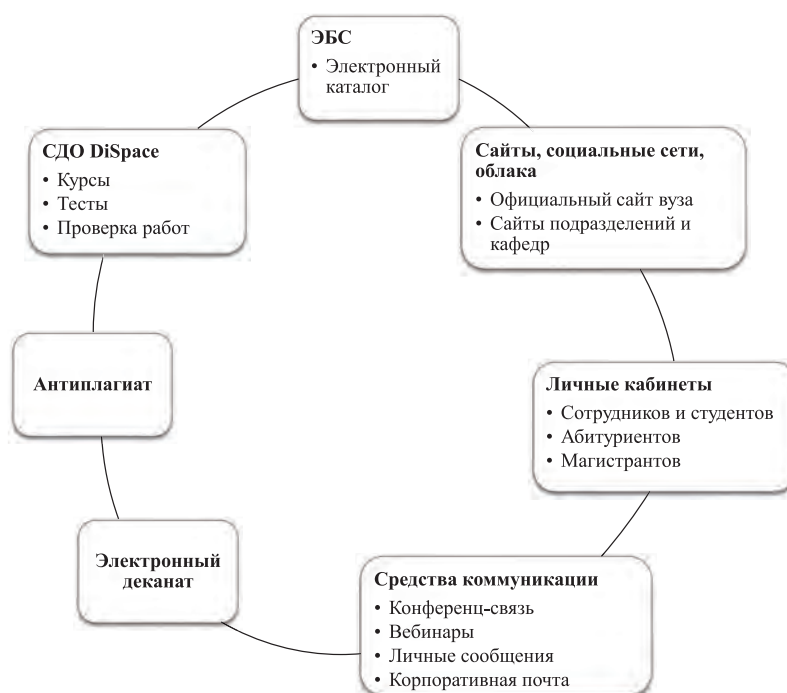 ЭБС
• Электронный
каталог
Сайты, социальные сети,
облака
• Официальный сайт вуза
• Сайты подразделений и
кафедр
Личные кабинеты
• Сотрудников и студентов
• Абитуриентов
• Магистрантов
Средства коммуникации
• Конференц-связь
• Вебинары
• Личные сообщения
• Корпоративная почта
Электронный
деканат
Антиплагиат
СДО DiSpace
• Курсы
• Тесты
• Проверка работ